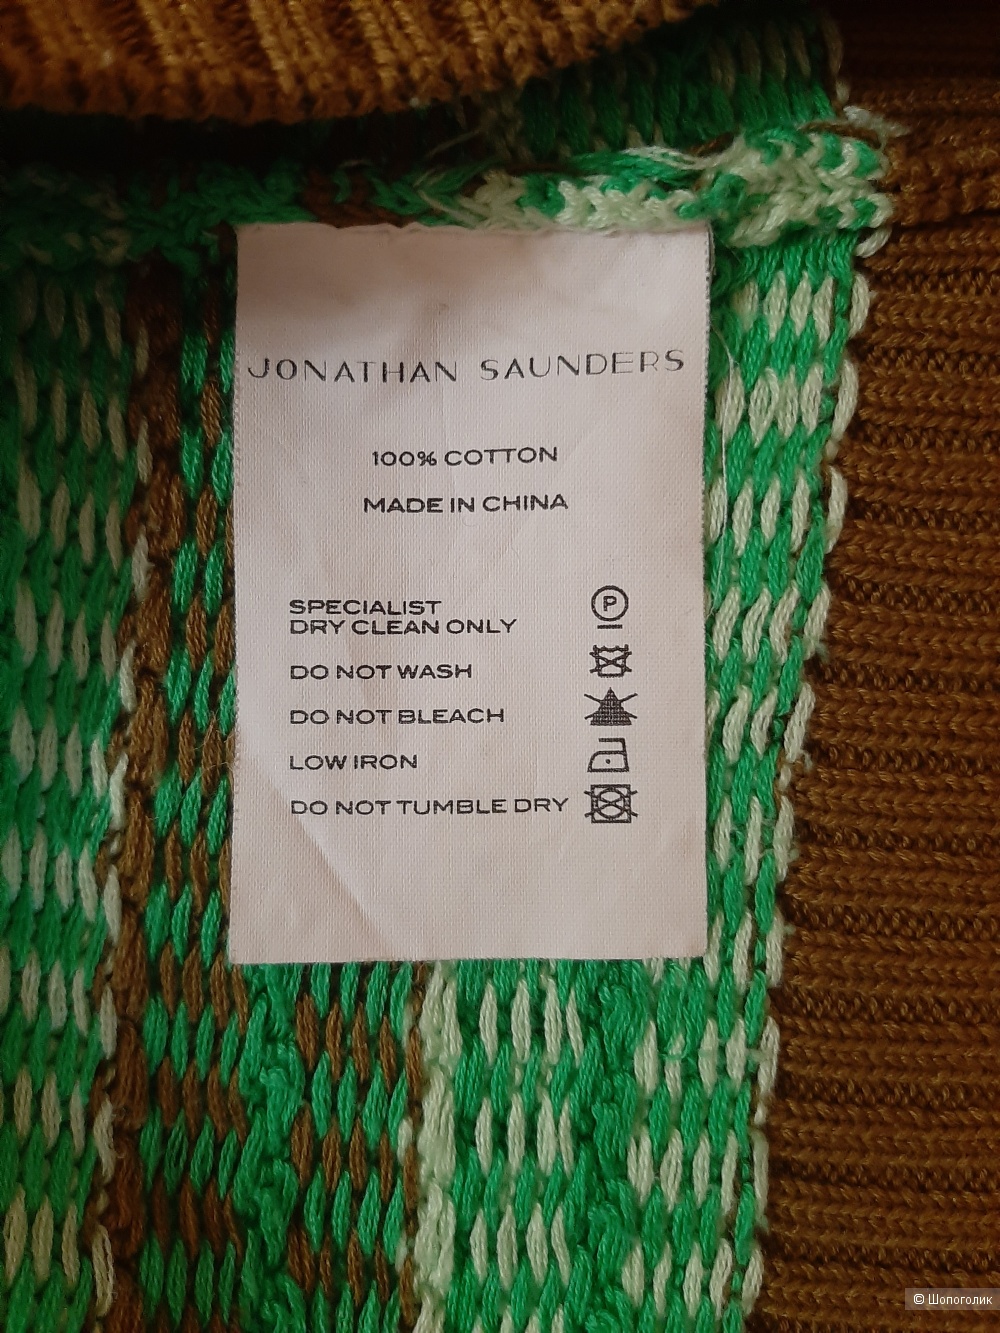 JONATHAN SAUNDERS
100% COTTON
MADE IN CHINA
SPECIALIST
DRY CLEAN ONLY
P
DO NOT WASH
DO NOT BLEACH
LOW IRON
DO NOT TUMBLE DRY
© Шопоголик